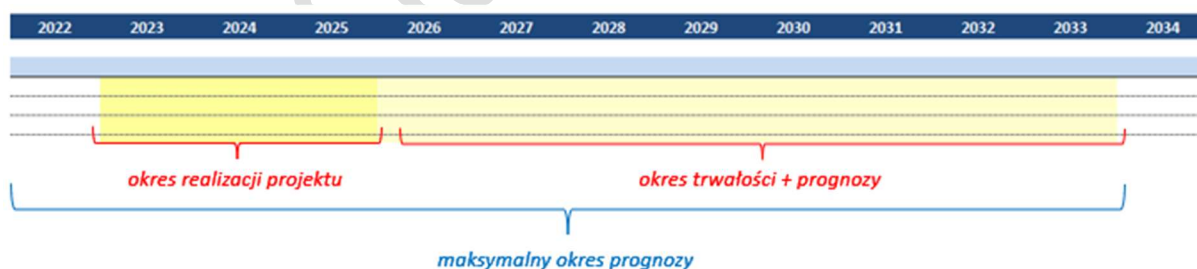 2022 2023 2024 2025 2026 2027 2028 2029 2030 2031 2032 2033 2034
okres realizacji projektu okres trwałości + prognozy
maksymalny okres prognozy